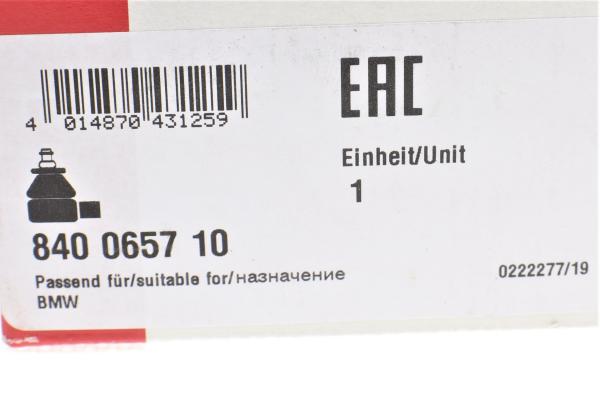 4 014870 431259
EAC
Einheit/Unit
1
840 0657 10
Passend für/suitable for/назначение
BMW
0222277/19